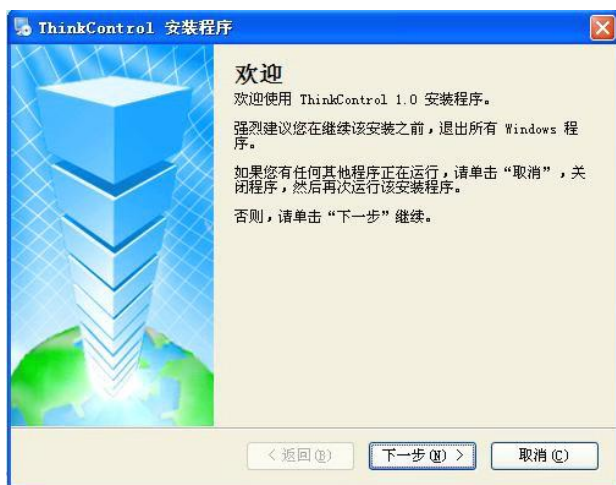 ThinkControl 安装程序
欢迎
欢迎使用 ThinkControl 1.0 安装程序。
强烈建议您在继续该安装之前，退出所有 Windows 程
序。
如果您有任何其他程序正在运行，请单击“取消”，关
闭程序，然后再次运行该安装程序。
否则，请单击“下一步”继续。
< 返回(B)
下一步(N) >
取消(C)